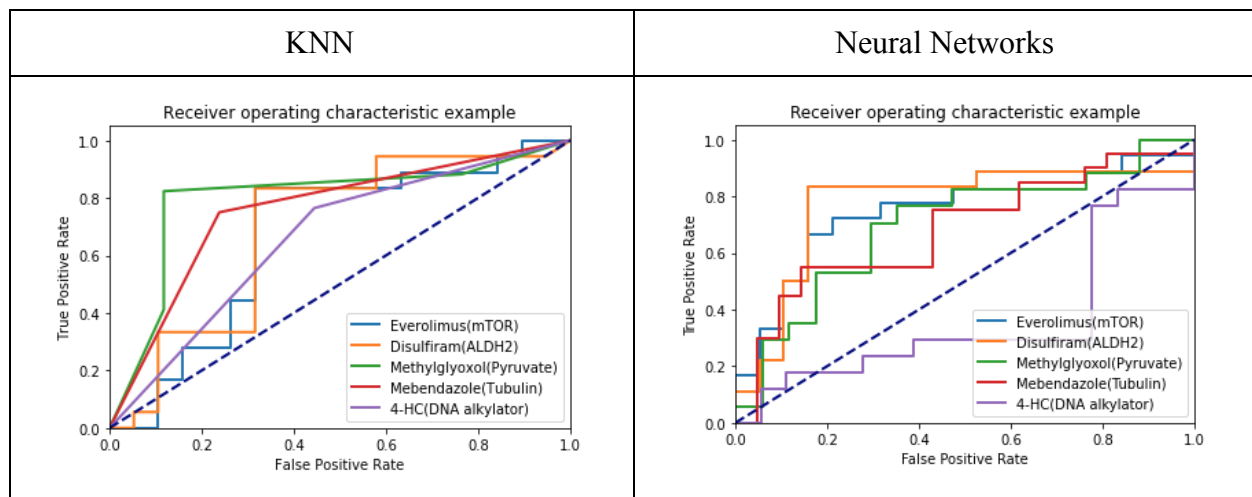 KNN
Neural Networks
Receiver operating characteristic example
1.0
0.8
0.6
0.4
0.2
0.0
True Positive Rate
0.0 0.2 0.4 0.6 0.8 1.0
False Positive Rate
Everolimus(mTOR)
Disulfiram(ALDH2)
Methylglyoxol(Pyruvate)
Mebendazole(Tubulin)
4-HC(DNA alkylator)
Receiver operating characteristic example
1.0
0.8
0.6
0.4
0.2
0.0
True Positive Rate
0.0 0.2 0.4 0.6 0.8 1.0
False Positive Rate
Everolimus(mTOR)
Disulfiram(ALDH2)
Methylglyoxol(Pyruvate)
Mebendazole(Tubulin)
4-HC(DNA alkylator)